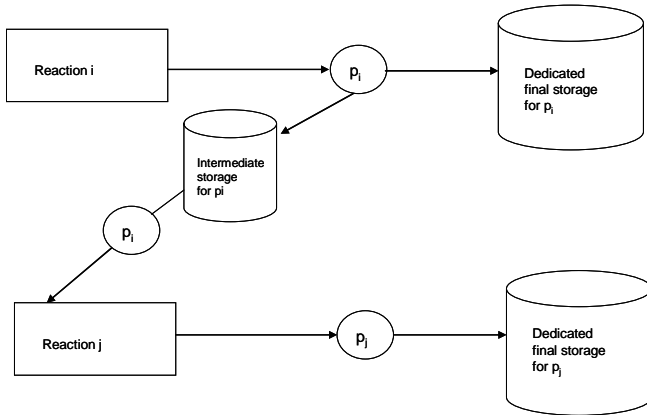 Reaction i
pᵢ
Dedicated
final storage
for pᵢ
Intermediate
storage
for pi
pᵢ
Reaction j
pⱼ
Dedicated
final storage
for pⱼ